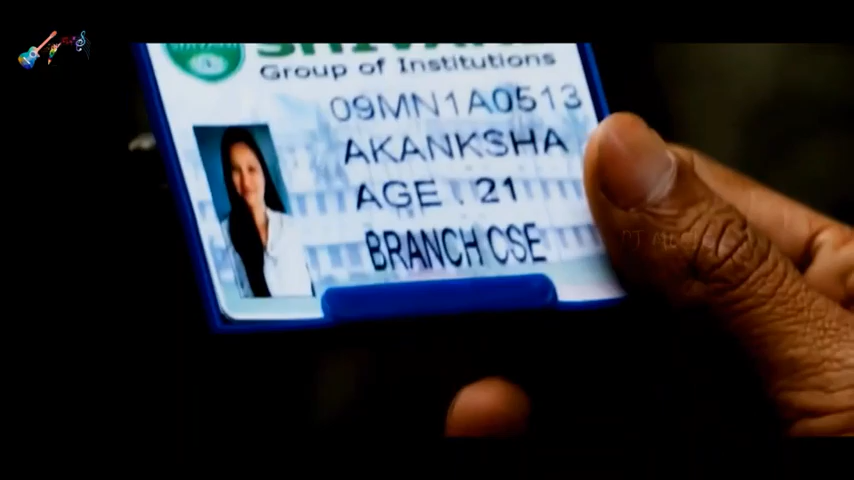 Group of Institutions
09MN1A0513
AKANKSHA
AGE : 21
BRANCH CSE